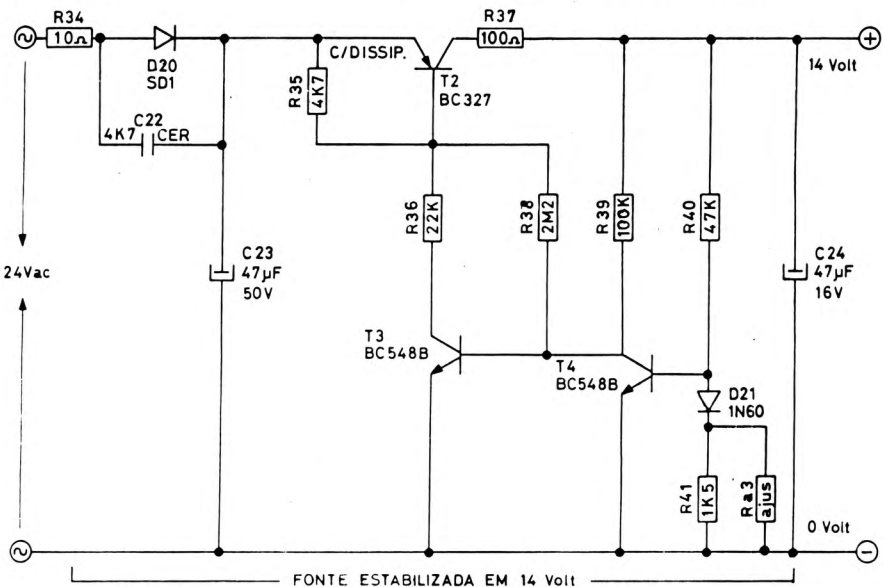 R34
10Ω
D20
SD1
C22
4K7 CER
24Vac
C23
47µF
50V
R35
4K7
C/DISSIP.
T2
BC327
R37
100Ω
R36
22K
R38
2M2
R39
100K
R40
47K
T3
BC548B
T4
BC548B
D21
1N60
R41
1K5
Ra3
ajus
C24
47µF
16V
+
14 Volt
0 Volt
−
FONTE ESTABILIZADA EM 14 Volt